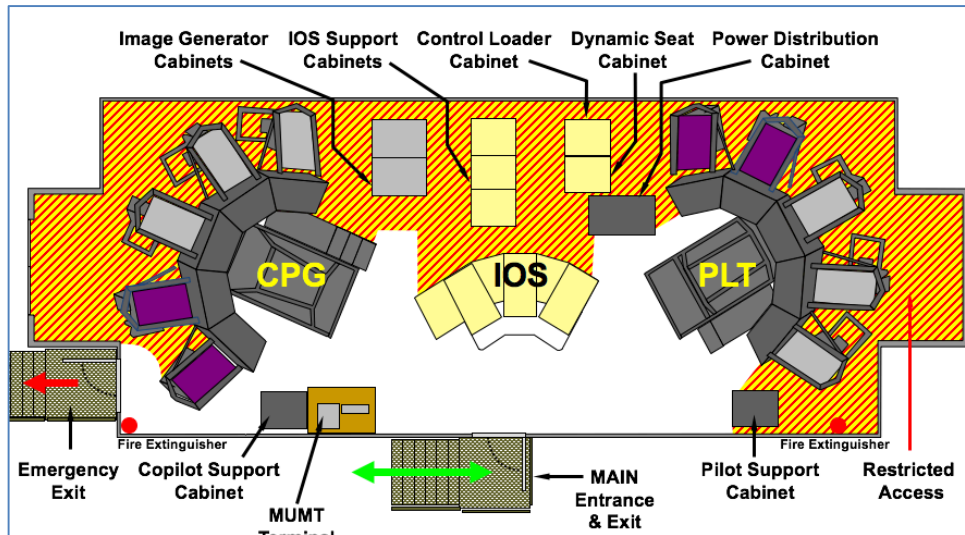 Image Generator
Cabinets
IOS Support
Cabinets
Control Loader
Cabinet
Dynamic Seat
Cabinet
Power Distribution
Cabinet
CPG
IOS
PLT
Fire Extinguisher
Fire Extinguisher
Emergency
Exit
Copilot Support
Cabinet
MUMT
Terminal
MAIN
Entrance
& Exit
Pilot Support
Cabinet
Restricted
Access